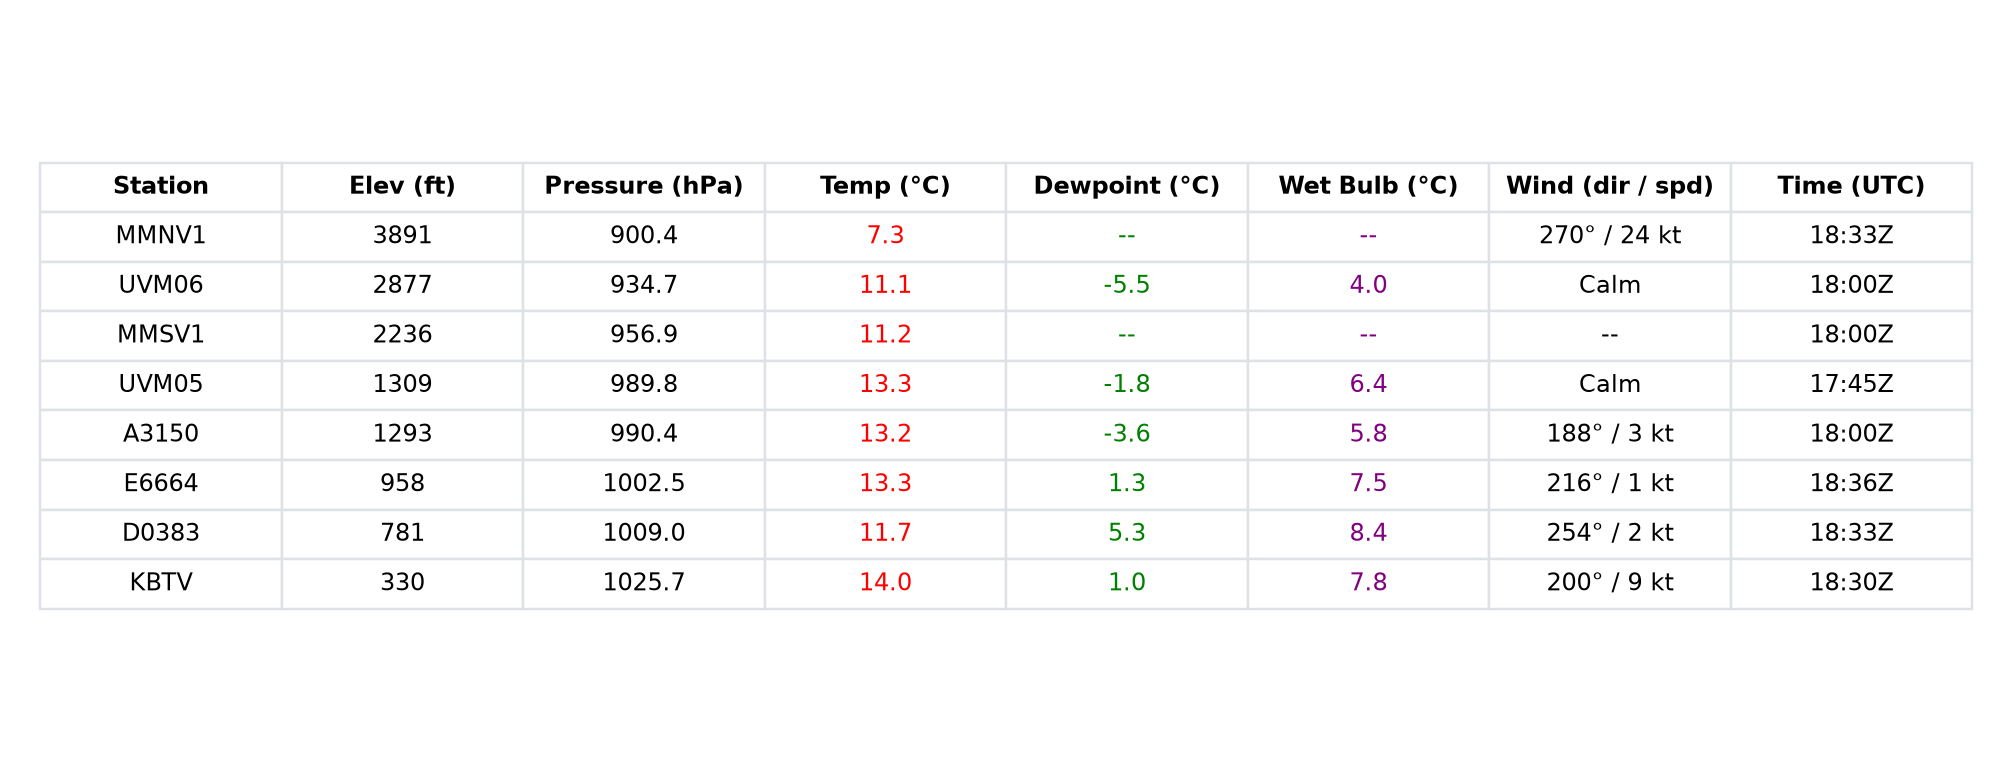 Station Elev (ft) Pressure (hPa) Temp (°C) Dewpoint (°C) Wet Bulb (°C) Wind (dir / spd) Time (UTC)
MMNV1 3891 900.4 7.3 -- -- 270° / 24 kt 18:33Z
UVM06 2877 934.7 11.1 -5.5 4.0 Calm 18:00Z
MMSV1 2236 956.9 11.2 -- -- -- 18:00Z
UVM05 1309 989.8 13.3 -1.8 6.4 Calm 17:45Z
A3150 1293 990.4 13.2 -3.6 5.8 188° / 3 kt 18:00Z
E6664 958 1002.5 13.3 1.3 7.5 216° / 1 kt 18:36Z
D0383 781 1009.0 11.7 5.3 8.4 254° / 2 kt 18:33Z
KBTV 330 1025.7 14.0 1.0 7.8 200° / 9 kt 18:30Z